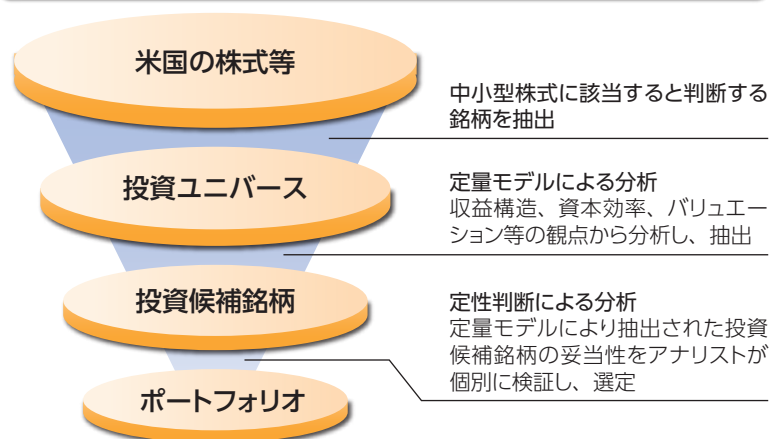 米国の株式等
中小型株式に該当すると判断する
銘柄を抽出
投資ユニバース
定量モデルによる分析
収益構造、資本効率、バリュエー
ション等の観点から分析し、抽出
投資候補銘柄
定性判断による分析
定量モデルにより抽出された投資
候補銘柄の妥当性をアナリストが
個別に検証し、選定
ポートフォリオ